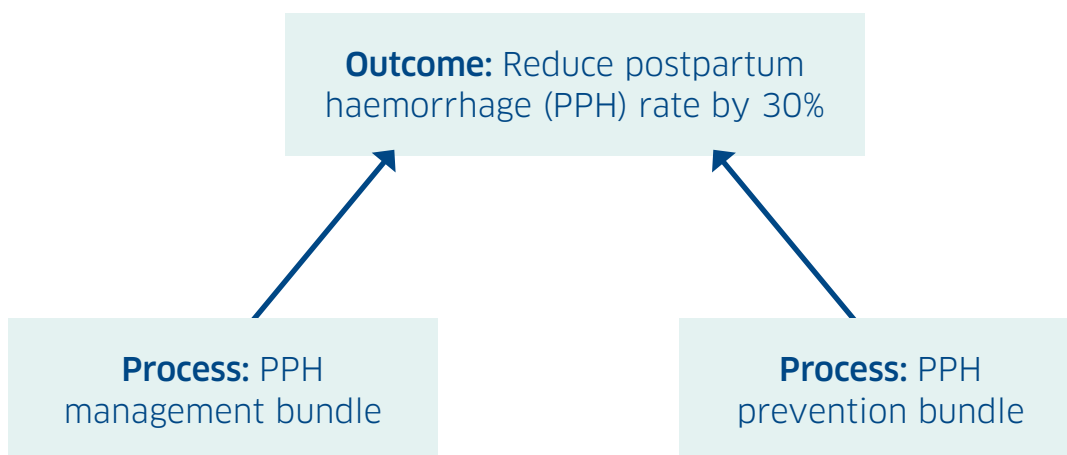 Outcome: Reduce postpartum
haemorrhage (PPH) rate by 30%
Process: PPH
management bundle
Process: PPH
prevention bundle